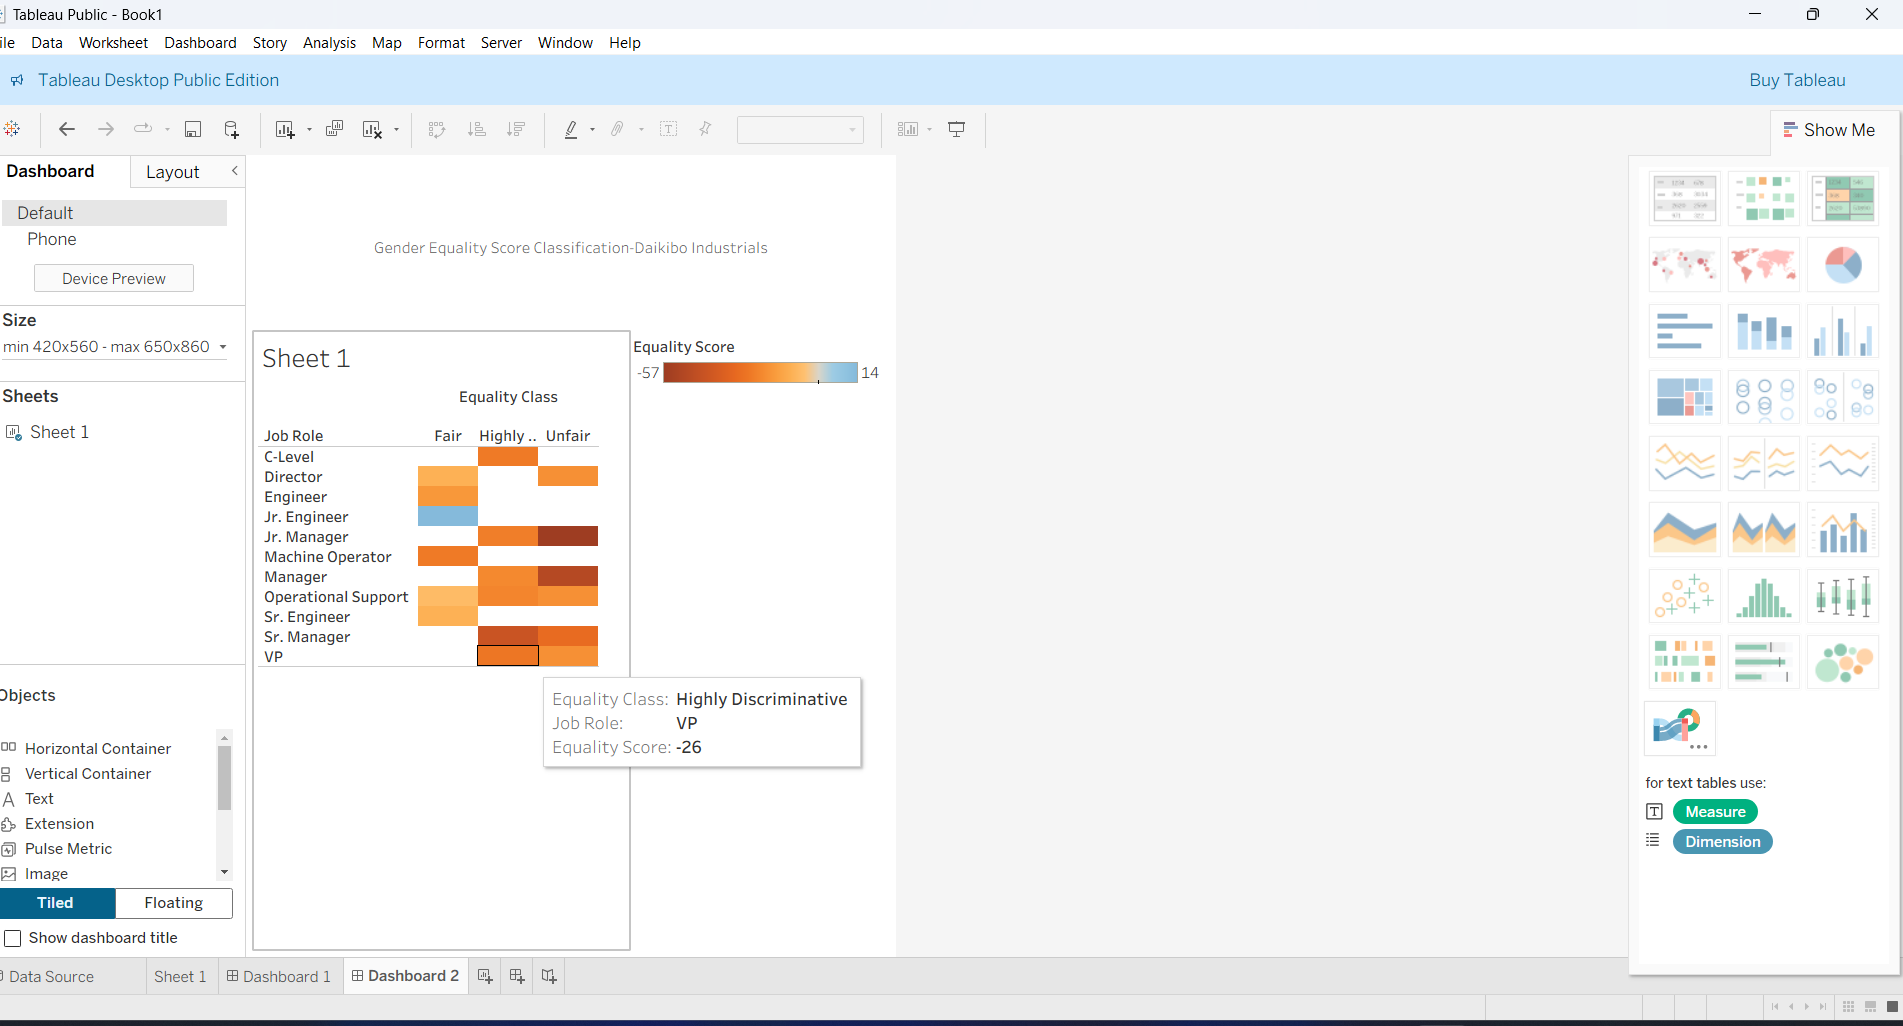 Tableau Public - Book1
ile Data Worksheet Dashboard Story Analysis Map Format Server Window Help
Tableau Desktop Public Edition
Buy Tableau
Show Me
Dashboard
Layout
Default
Phone
Device Preview
Size
min 420x560 - max 650x860
Sheets
Sheet 1
Objects
Horizontal Container
Vertical Container
Text
Extension
Pulse Metric
Image
Tiled Floating
Show dashboard title
Gender Equality Score Classification-Daikibo Industrials
Sheet 1
Equality Class
Job Role Fair Highly .. Unfair
C-Level
Director
Engineer
Jr. Engineer
Jr. Manager
Machine Operator
Manager
Operational Support
Sr. Engineer
Sr. Manager
VP
Equality Score
-57 14
Equality Class: Highly Discriminative
Job Role: VP
Equality Score: -26
for text tables use:
Measure
Dimension
Data Source Sheet 1 Dashboard 1 Dashboard 2